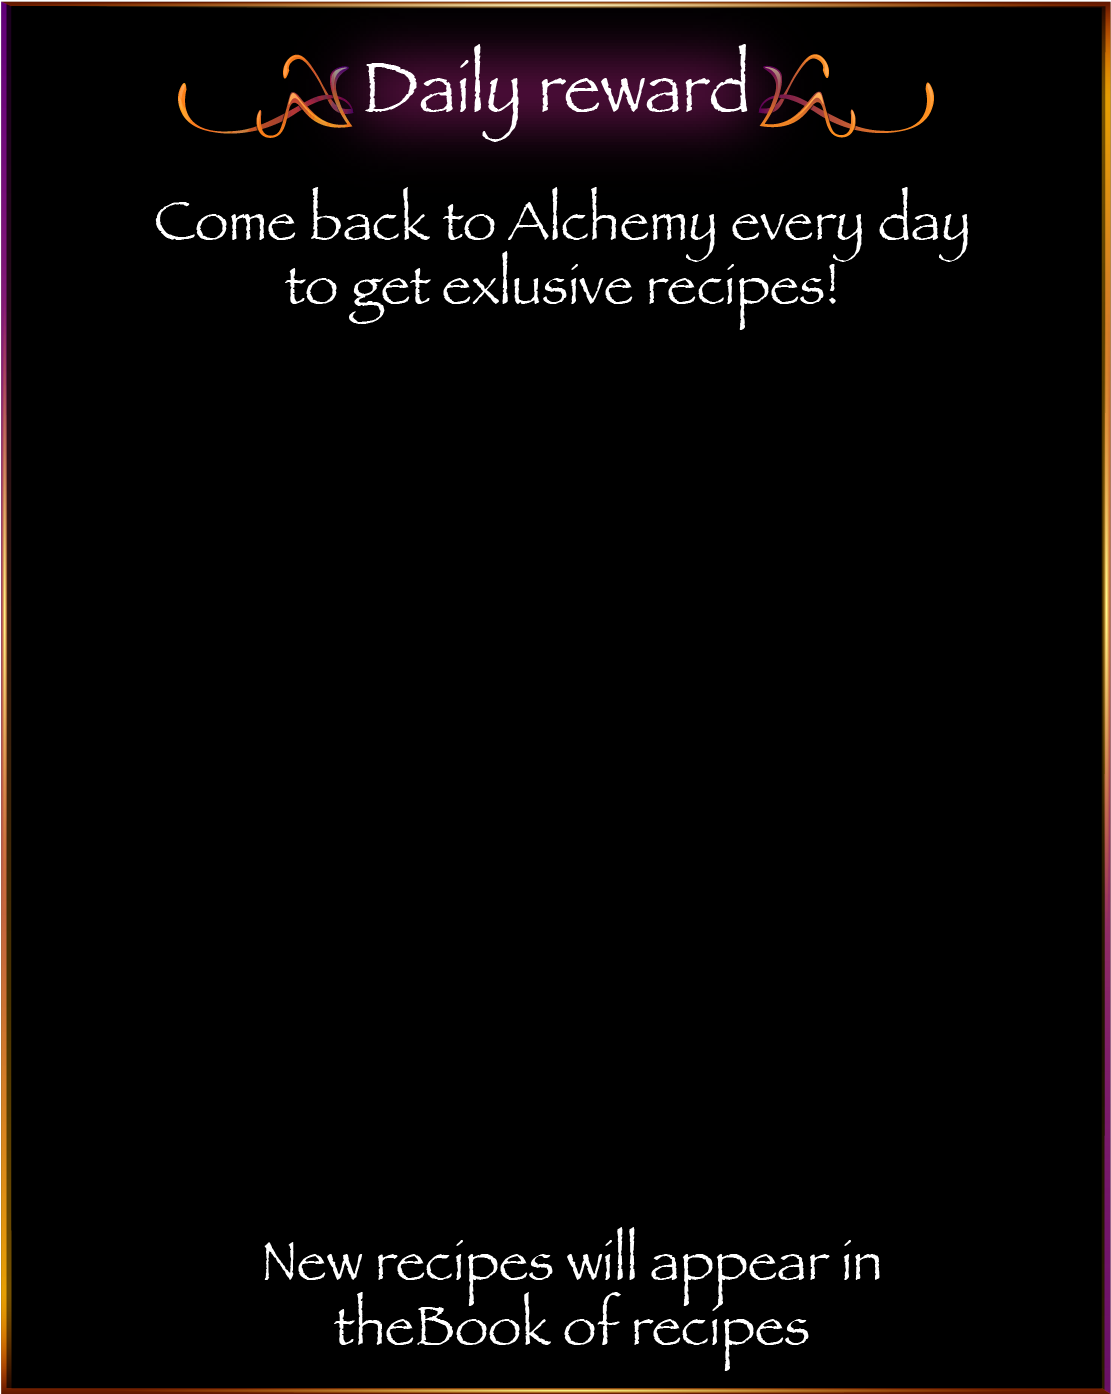 Daily reward
Come back to Alchemy every day
to get exlusive recipes!
New recipes will appear in
theBook of recipes